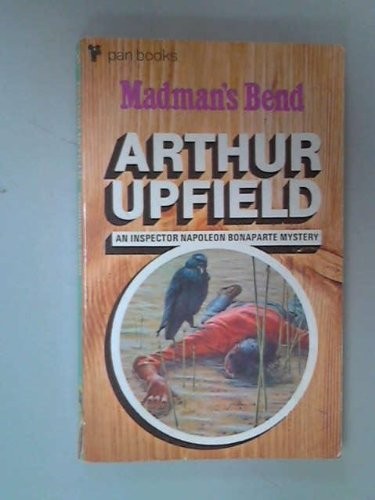 pan books
Madman's Bend
ARTHUR
UPFIELD
AN INSPECTOR NAPOLEON BONAPARTE MYSTERY